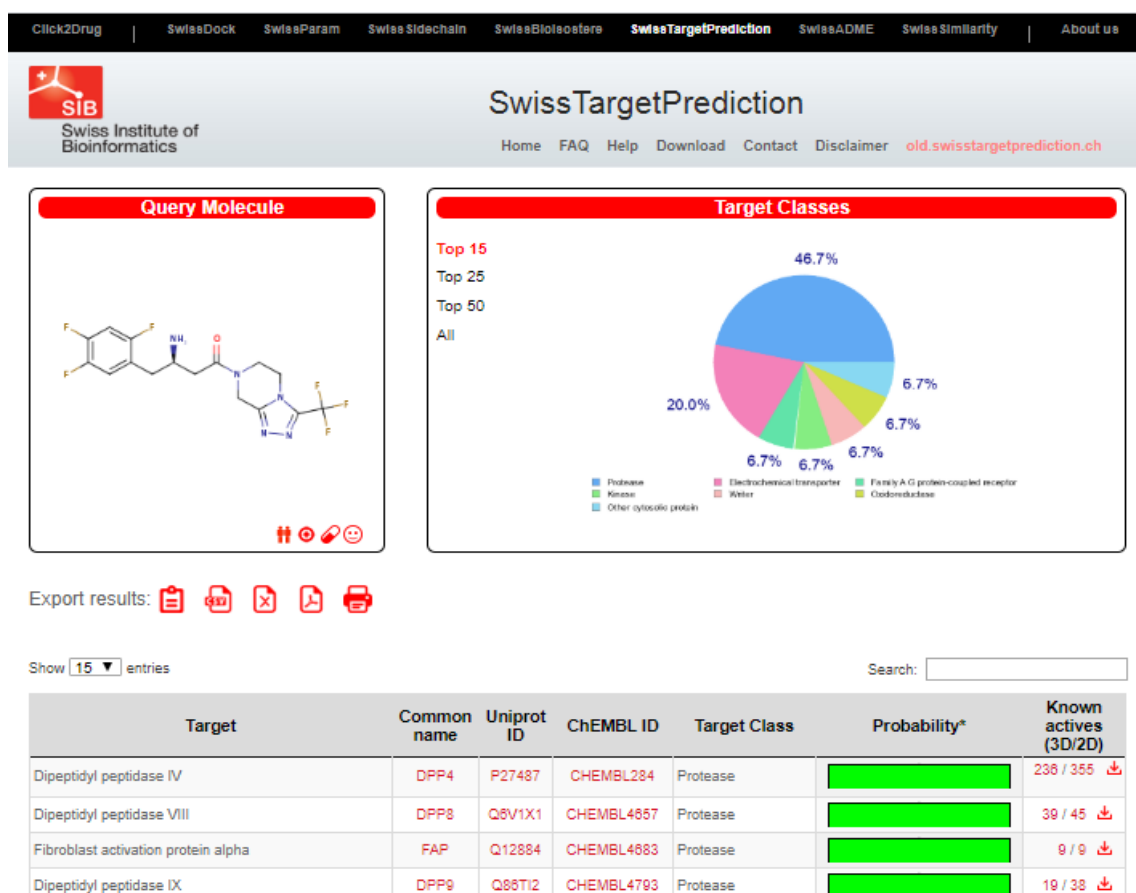 Click2Drug | SwissDock SwissParam SwissSidechain SwissBioisostere SwissTargetPrediction SwissADME SwissSimilarity | About us
SIB
Swiss Institute of
Bioinformatics
SwissTargetPrediction
Home FAQ Help Download Contact Disclaimer old.swisstargetprediction.ch
Query Molecule
F F NH2 O F N N N N F F F
Target Classes
Top 15
Top 25
Top 50
All
46.7%
20.0%
6.7%
6.7%
6.7%
6.7%
6.7%
Protease Electrochemical transporter Family A G protein-coupled receptor
Kinase Writer Oxidoreductase
Other cytosolic protein
Export results: CSV
Show 15 ▼ entries
Search:
Target Common name Uniprot ID ChEMBL ID Target Class Probability* Known actives (3D/2D)
Dipeptidyl peptidase IV DPP4 P27487 CHEMBL284 Protease 236 / 355
Dipeptidyl peptidase VIII DPP8 Q6V1X1 CHEMBL4657 Protease 39 / 45
Fibroblast activation protein alpha FAP Q12884 CHEMBL4683 Protease 9 / 9
Dipeptidyl peptidase IX DPP9 Q86TI2 CHEMBL4793 Protease 19 / 38